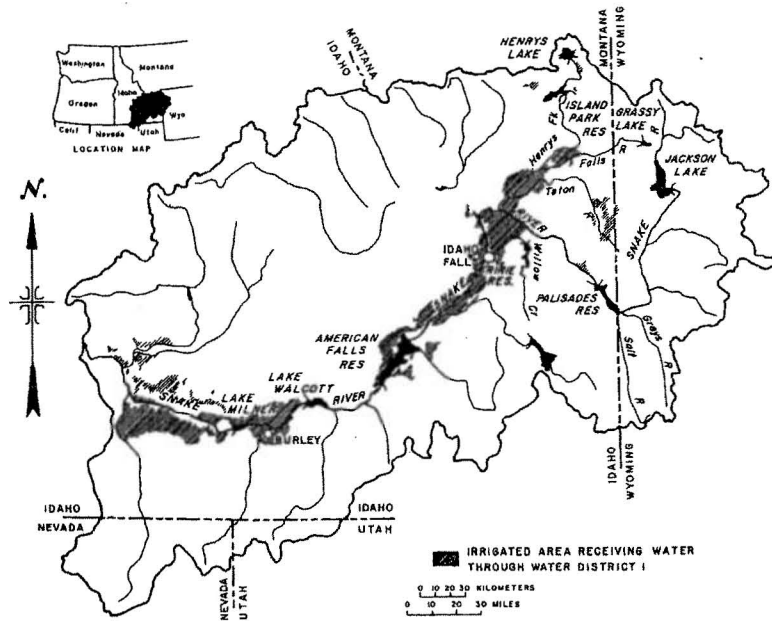 Washington
Montana
Oregon
Idaho
Wyo
Calif
Nevada
Utah
LOCATION MAP
N.
MONTANA
IDAHO
HENRYS
LAKE
MONTANA
WYOMING
ISLAND
PARK
RES
GRASSY
LAKE
R
Henrys
Fk
Falls
R
JACKSON
LAKE
Teton
R
SNAKE
R
RIVER
Willow
Cr
IDAHO
FALL
RES.
PALISADES
RES
Grays
R
Salt
R
AMERICAN
FALLS
RES
LAKE
WALCOTT
RIVER
SNAKE
LAKE
MILNER
BURLEY
IDAHO
WYOMING
IDAHO
NEVADA
IDAHO
UTAH
NEVADA
UTAH
IRRIGATED AREA RECEIVING WATER
THROUGH WATER DISTRICT 1
0 10 20 30 KILOMETERS
0 10 20 30 MILES